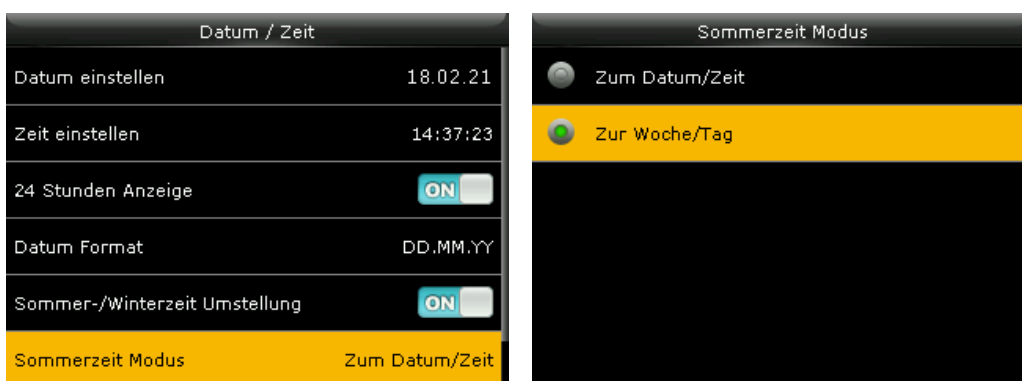 Datum / Zeit
Datum einstellen 18.02.21
Zeit einstellen 14:37:23
24 Stunden Anzeige ON
Datum Format DD.MM.YY
Sommer-/Winterzeit Umstellung ON
Sommerzeit Modus Zum Datum/Zeit
Sommerzeit Modus
Zum Datum/Zeit
Zur Woche/Tag